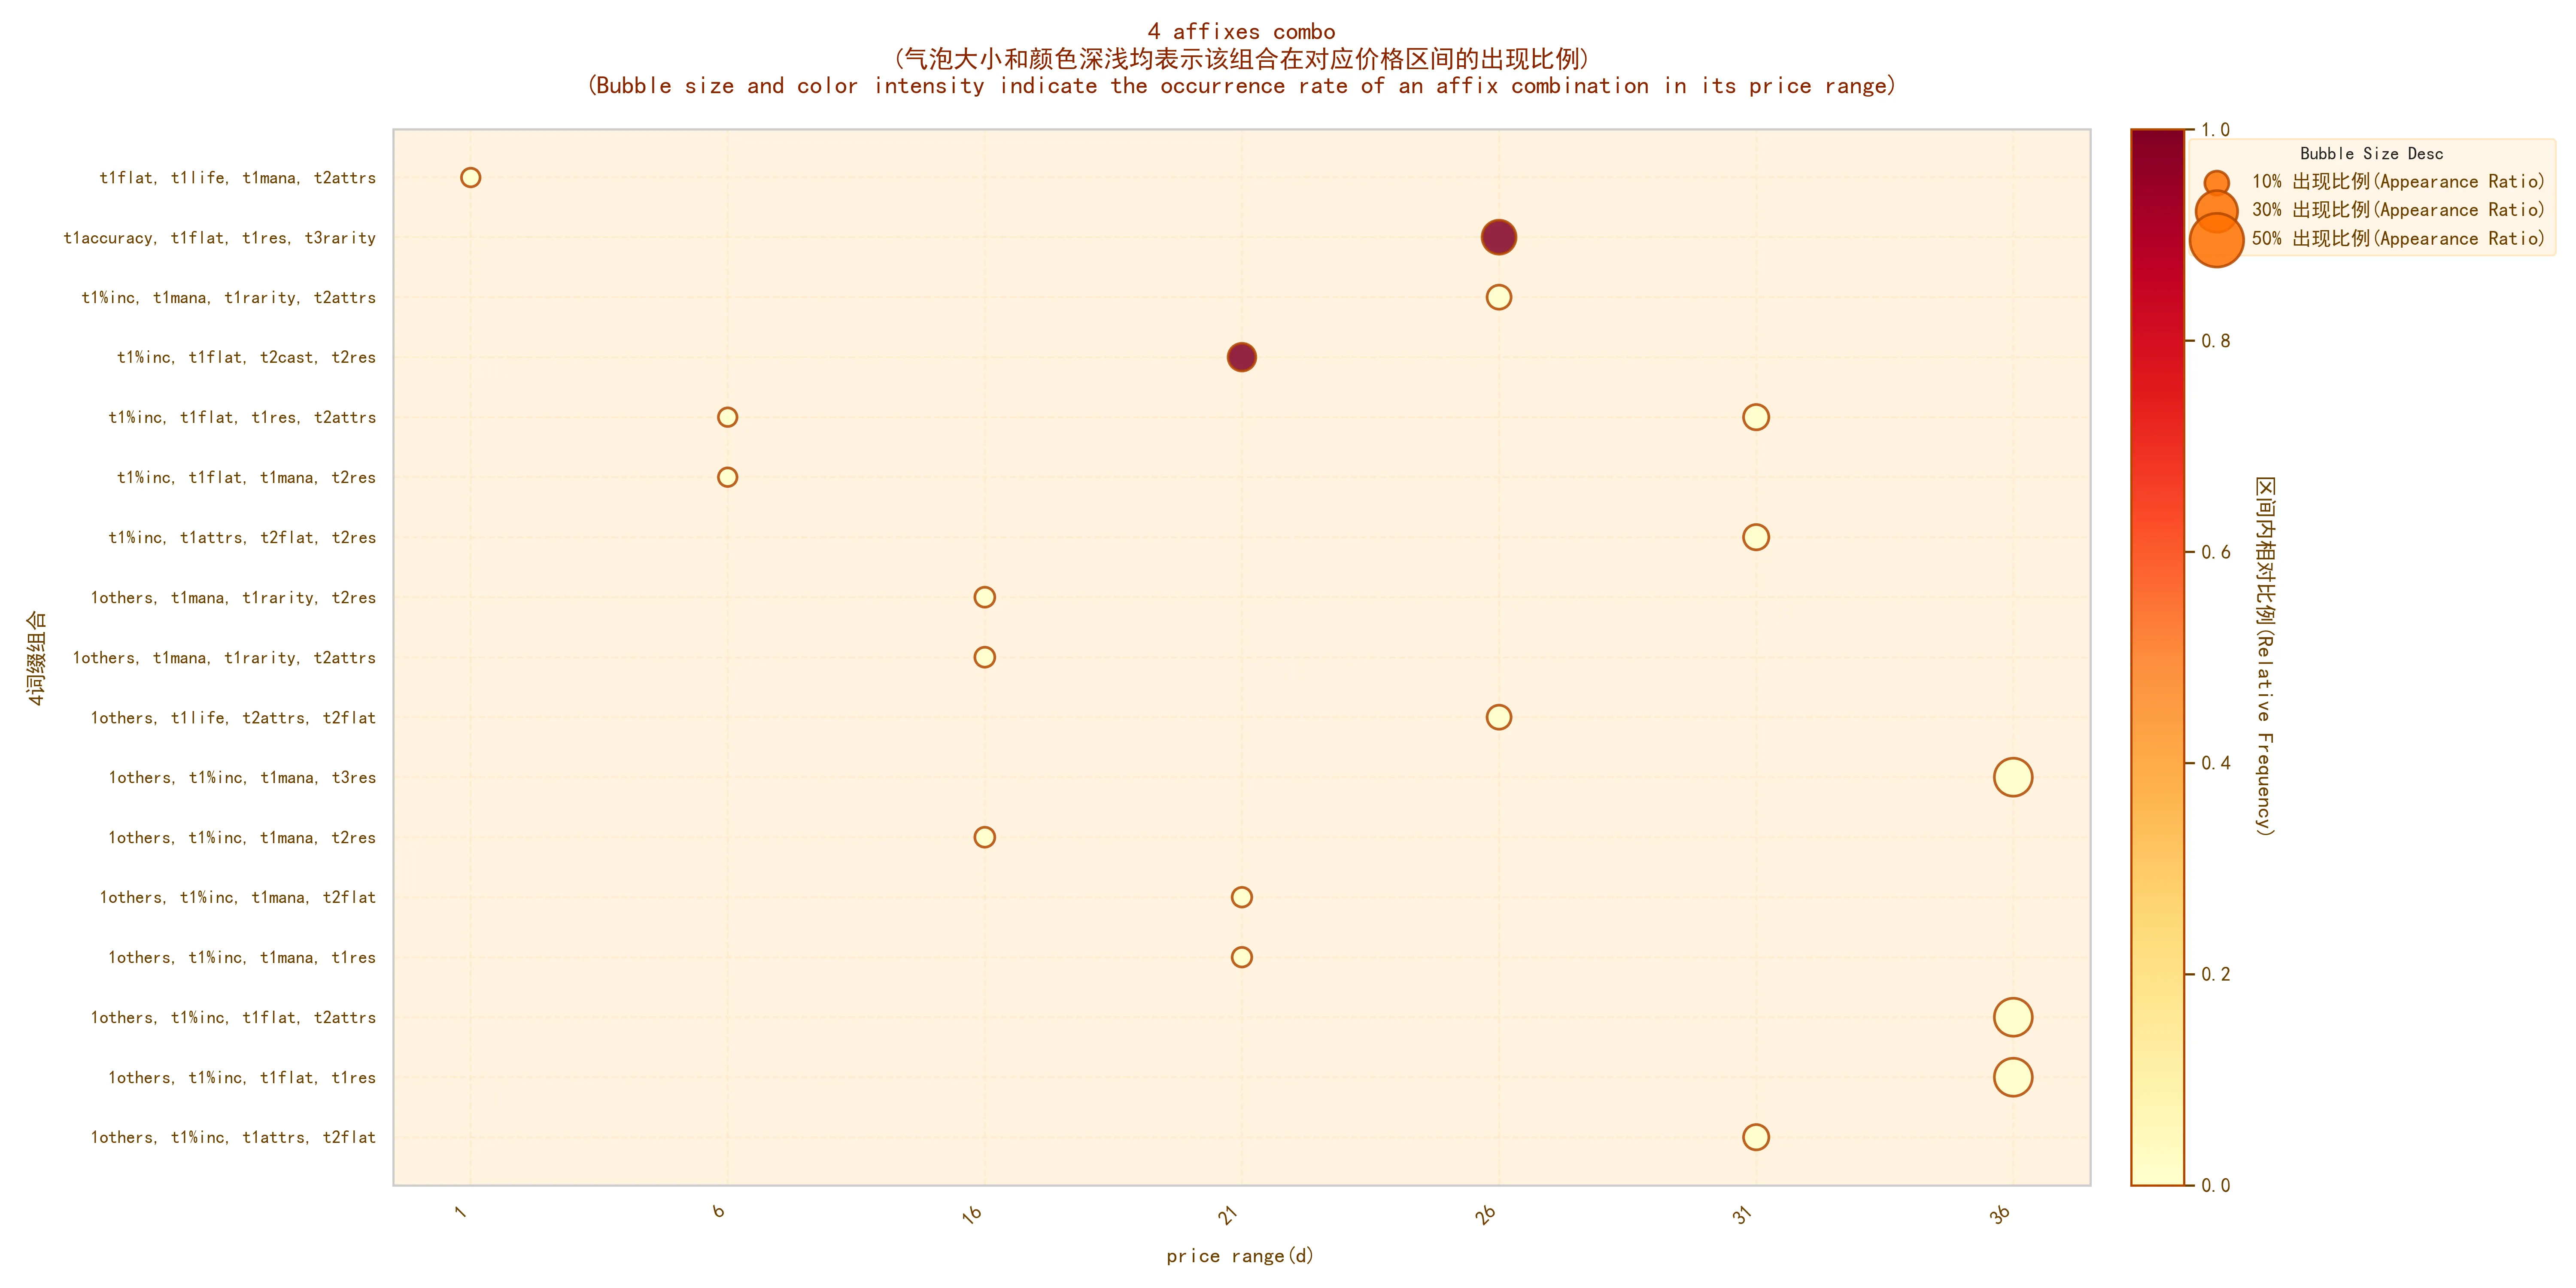 4 affixes combo
(气泡大小和颜色深浅均表示该组合在对应价格区间的出现比例)
(Bubble size and color intensity indicate the occurrence rate of an affix combination in its price range)
4词缀组合
t1flat, t1life, t1mana, t2attrs
t1accuracy, t1flat, t1res, t3rarity
t1%inc, t1mana, t1rarity, t2attrs
t1%inc, t1flat, t2cast, t2res
t1%inc, t1flat, t1res, t2attrs
t1%inc, t1flat, t1mana, t2res
t1%inc, t1attrs, t2flat, t2res
1others, t1mana, t1rarity, t2res
1others, t1mana, t1rarity, t2attrs
1others, t1life, t2attrs, t2flat
1others, t1%inc, t1mana, t3res
1others, t1%inc, t1mana, t2res
1others, t1%inc, t1mana, t2flat
1others, t1%inc, t1mana, t1res
1others, t1%inc, t1flat, t2attrs
1others, t1%inc, t1flat, t1res
1others, t1%inc, t1attrs, t2flat
1
6
16
21
26
31
36
price range(d)
1.0
0.8
0.6
0.4
0.2
0.0
区间内相对比例(Relative Frequency)
Bubble Size Desc
10% 出现比例(Appearance Ratio)
30% 出现比例(Appearance Ratio)
50% 出现比例(Appearance Ratio)